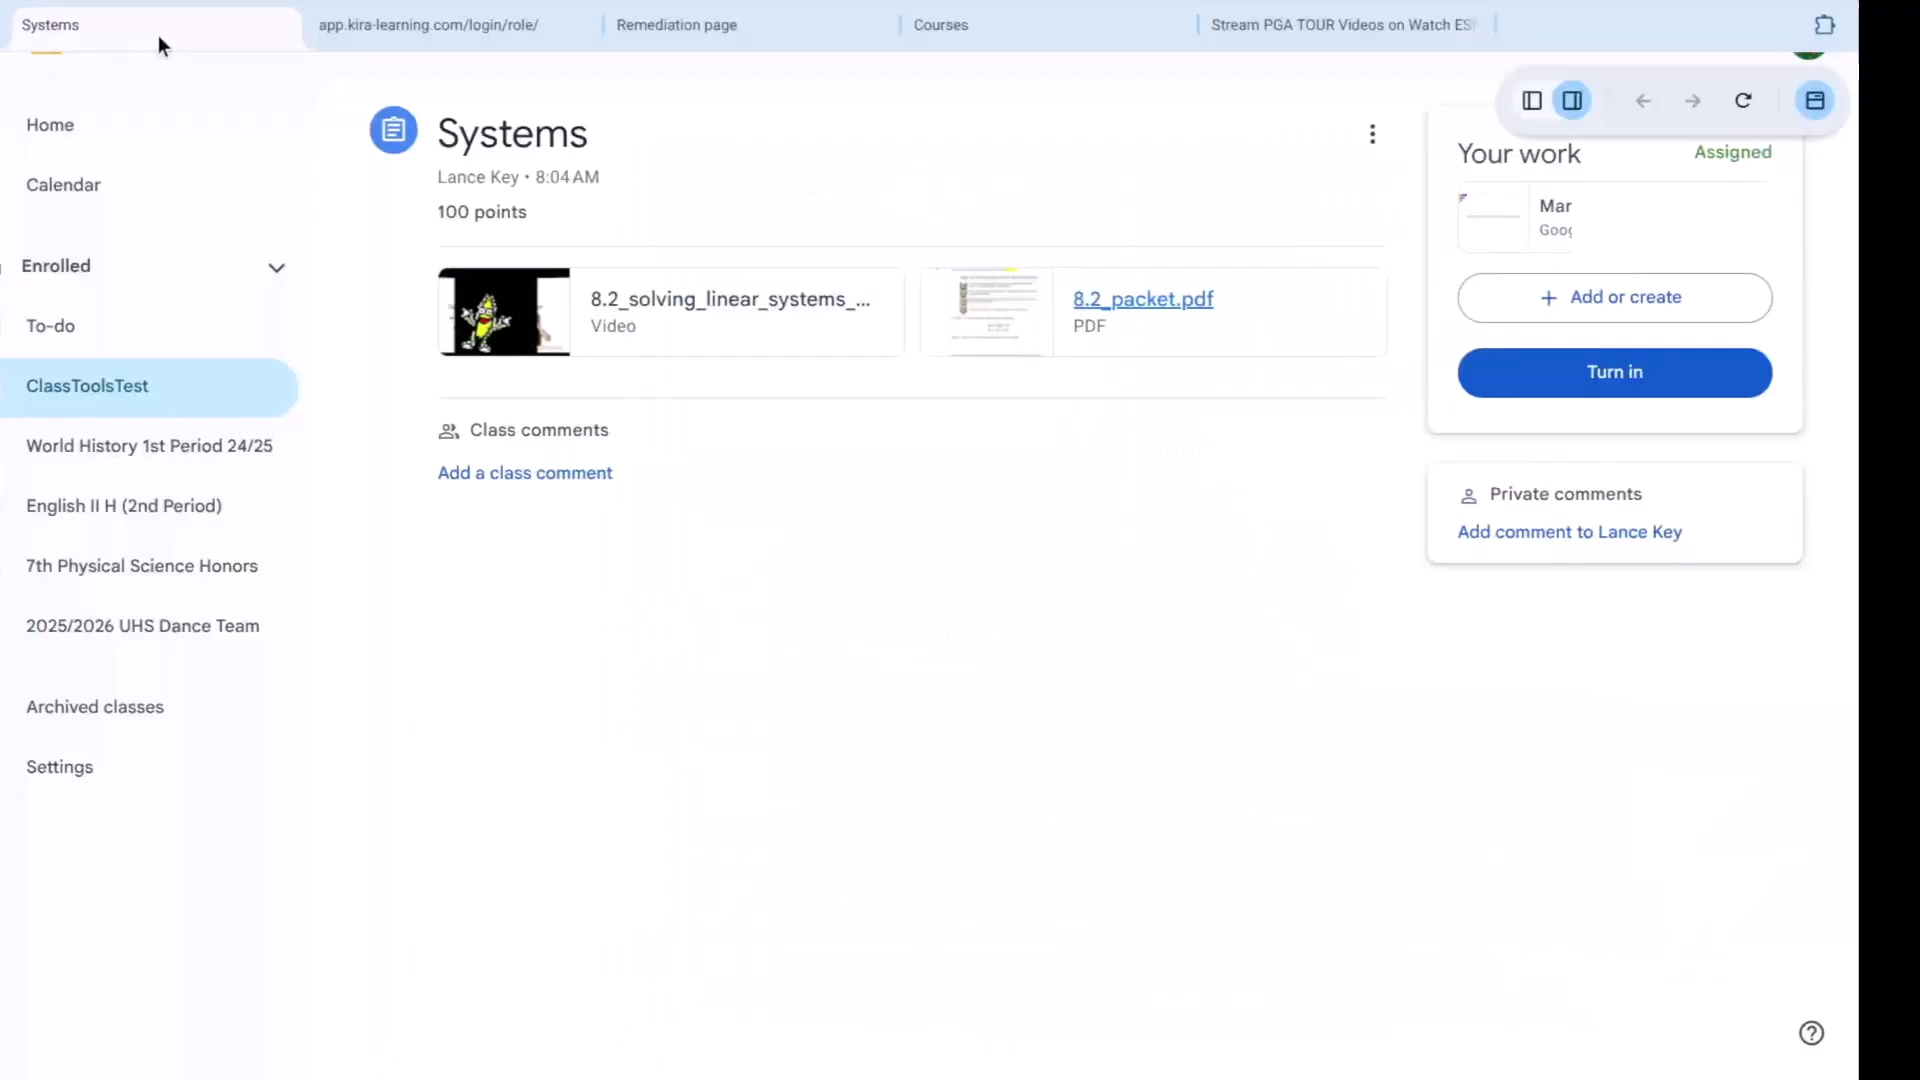 Systems
app.kira-learning.com/login/role/
Remediation page
Courses
Stream PGA TOUR Videos on Watch ES
Home
Calendar
Enrolled
To-do
ClassToolsTest
World History 1st Period 24/25
English II H (2nd Period)
7th Physical Science Honors
2025/2026 UHS Dance Team
Archived classes
Settings
Systems
Lance Key • 8:04 AM
100 points
8.2_solving_linear_systems_...
Video
8.2_packet.pdf
PDF
Class comments
Add a class comment
Your work
Assigned
Mar
Goog
Add or create
Turn in
Private comments
Add comment to Lance Key